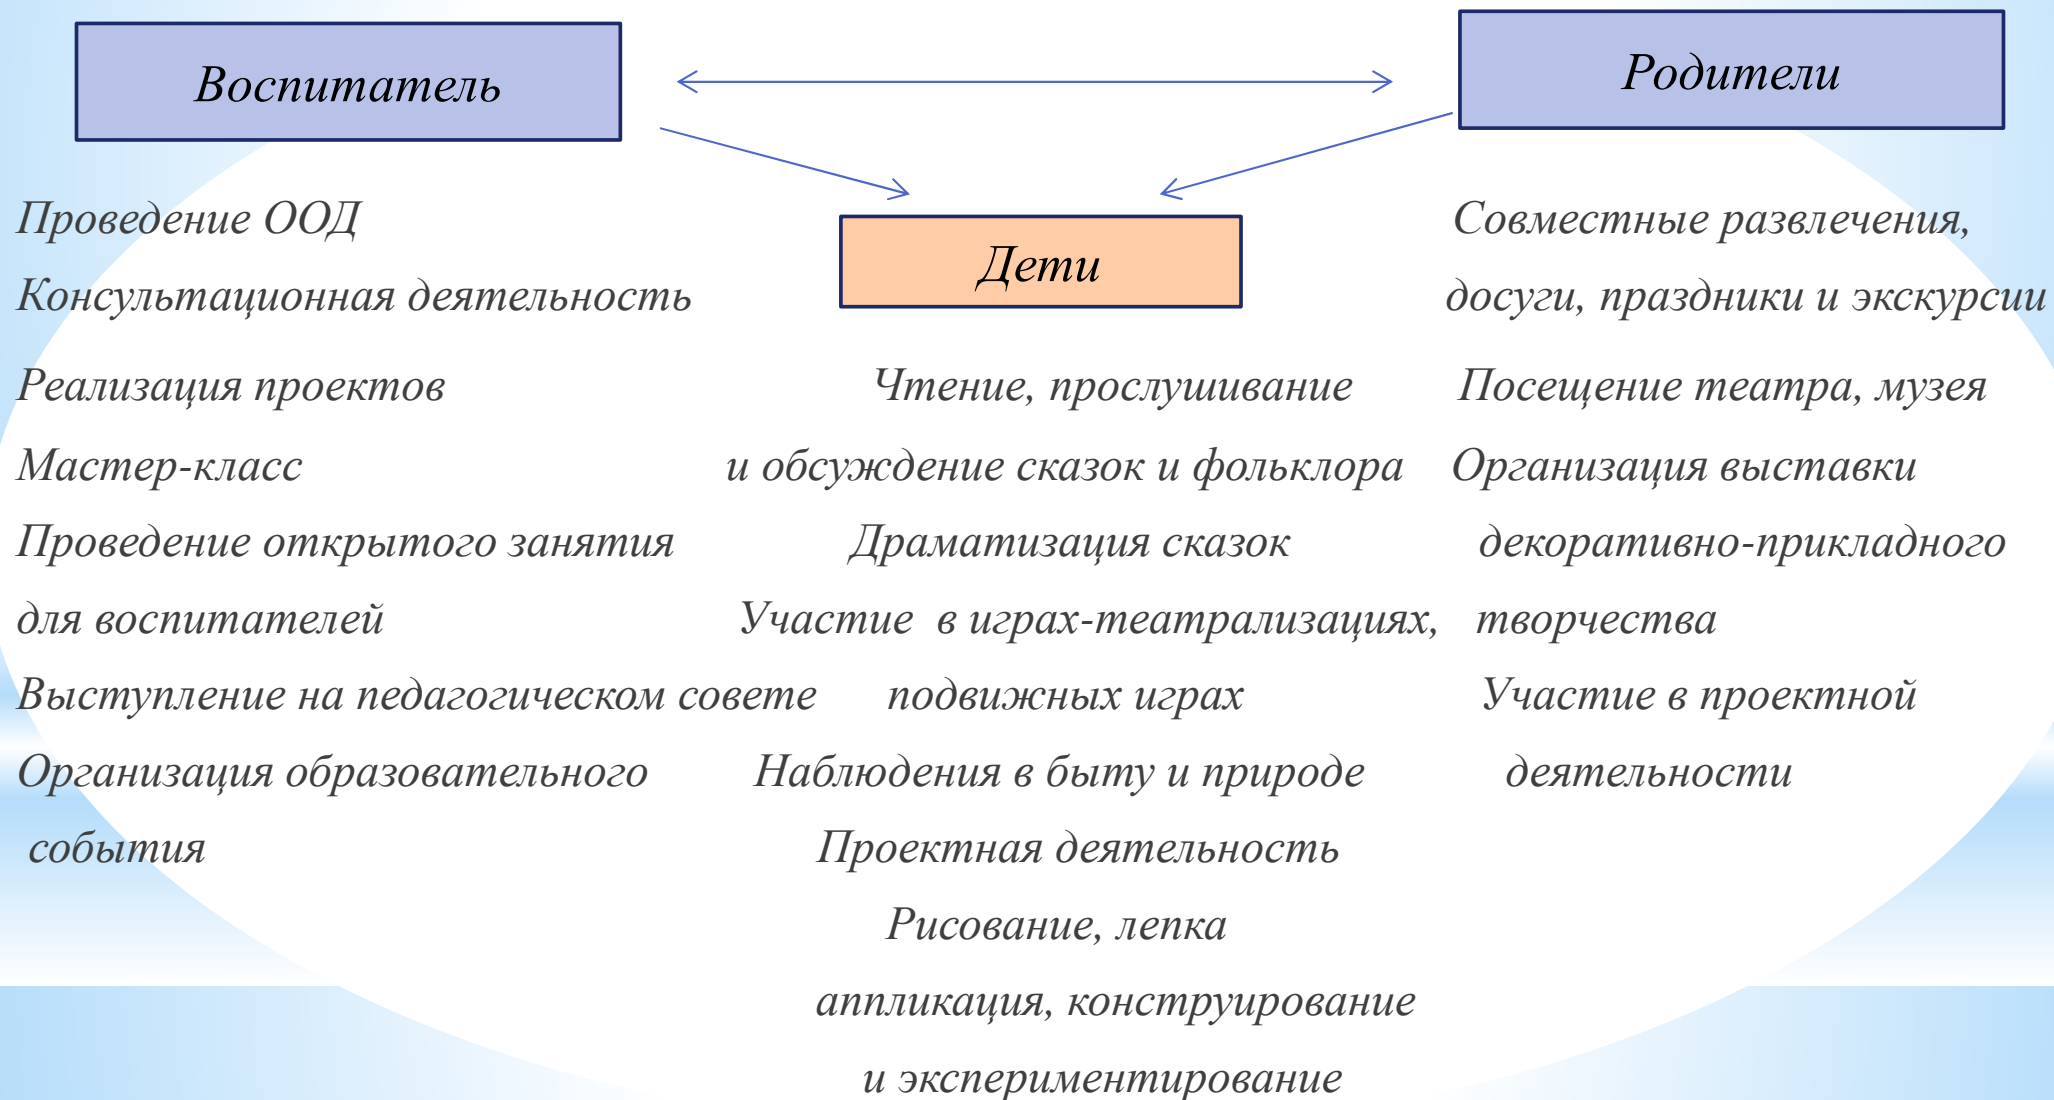 Воспитатель
Родители
Дети
Проведение ООД
Консультационная деятельность
Реализация проектов
Мастер-класс
Проведение открытого занятия
для воспитателей
Выступление на педагогическом совете
Организация образовательного
события
Чтение, прослушивание
и обсуждение сказок и фольклора
Драматизация сказок
Участие в играх-театрализациях,
подвижных играх
Наблюдения в быту и природе
Проектная деятельность
Рисование, лепка
аппликация, конструирование
и экспериментирование
Совместные развлечения,
досуги, праздники и экскурсии
Посещение театра, музея
Организация выставки
декоративно-прикладного
творчества
Участие в проектной
деятельности